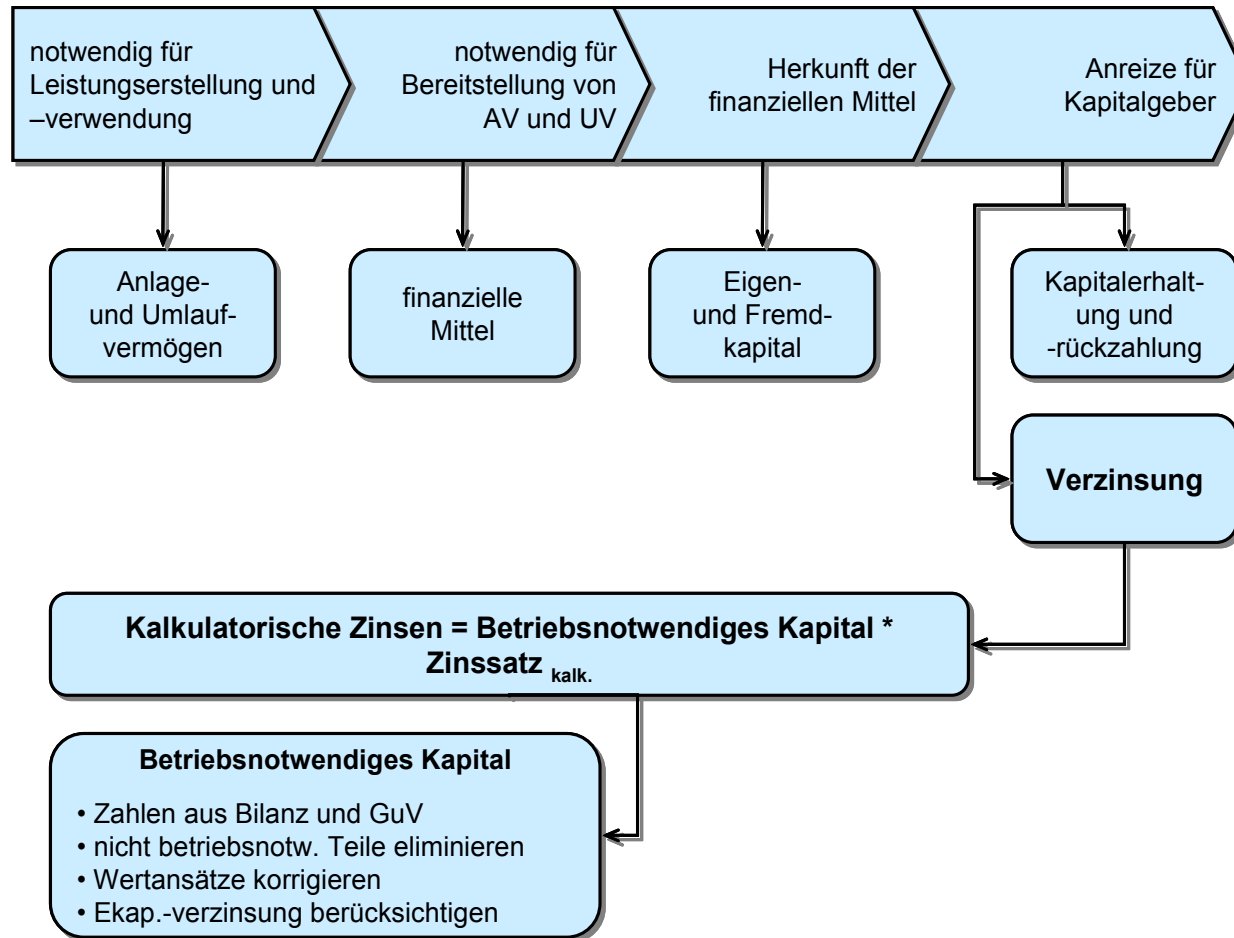 notwendig für
Leistungserstellung und
–verwendung
notwendig für
Bereitstellung von
AV und UV
Herkunft der
finanziellen Mittel
Anreize für
Kapitalgeber
Anlage-
und Umlauf-
vermögen
finanzielle
Mittel
Eigen-
und Fremd-
kapital
Kapitalerhalt-
ung und
-rückzahlung
Verzinsung
Kalkulatorische Zinsen = Betriebsnotwendiges Kapital *
Zinssatz kalk.
Betriebsnotwendiges Kapital
• Zahlen aus Bilanz und GuV
• nicht betriebsnotw. Teile eliminieren
• Wertansätze korrigieren
• Ekap.-verzinsung berücksichtigen